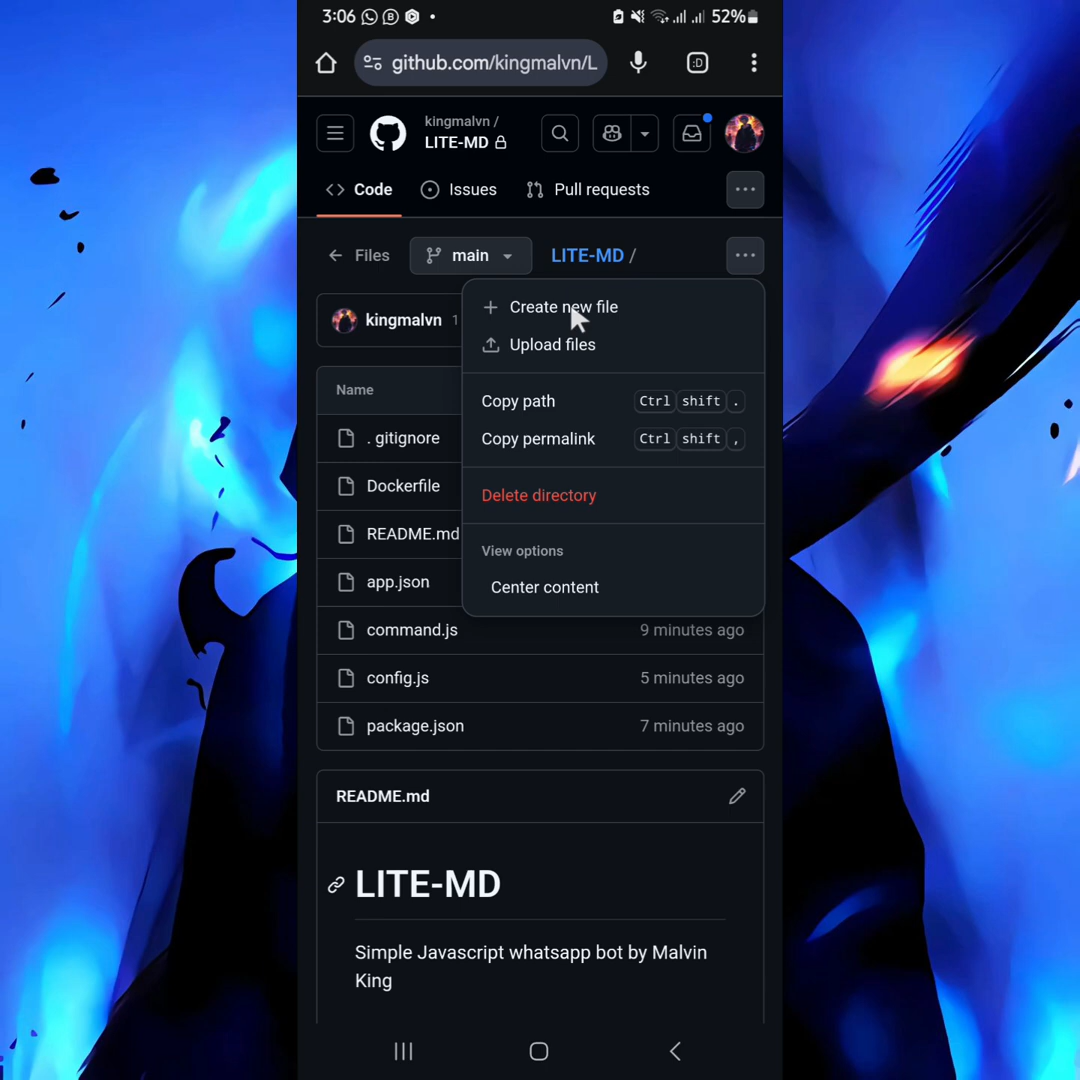 3:06 52%
github.com/kingmalvn/L :D
kingmalvn /
LITE-MD
Code Issues Pull requests
Files main LITE-MD /
Create new file
kingmalvn 1
Upload files
Name
Copy path Ctrl shift .
. gitignore
Copy permalink Ctrl shift ,
Dockerfile
Delete directory
README.md
View options
app.json
Center content
command.js 9 minutes ago
config.js 5 minutes ago
package.json 7 minutes ago
README.md
LITE-MD
Simple Javascript whatsapp bot by Malvin
King